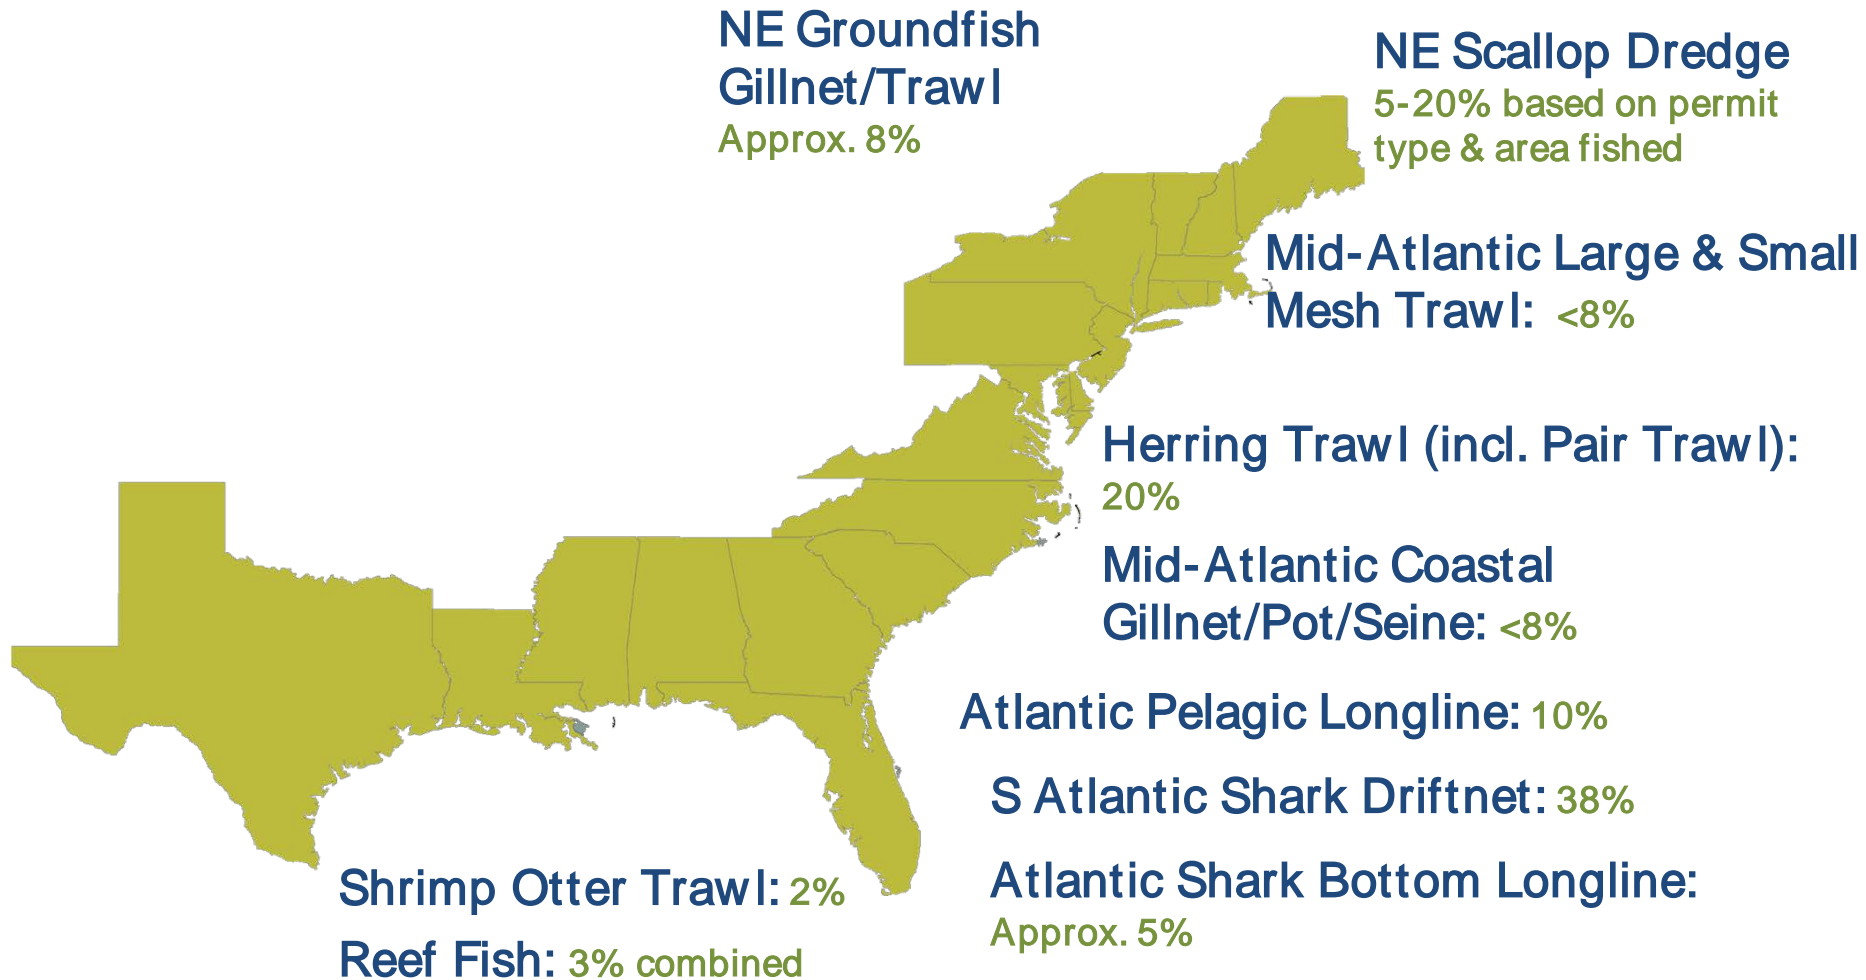 NE Groundfish
Gillnet/Trawl
Approx. 8%
NE Scallop Dredge
5-20% based on permit
type & area fished
Mid-Atlantic Large & Small
Mesh Trawl: <8%
Herring Trawl (incl. Pair Trawl):
20%
Mid-Atlantic Coastal
Gillnet/Pot/Seine: <8%
Atlantic Pelagic Longline: 10%
S Atlantic Shark Driftnet: 38%
Atlantic Shark Bottom Longline:
Approx. 5%
Shrimp Otter Trawl: 2%
Reef Fish: 3% combined